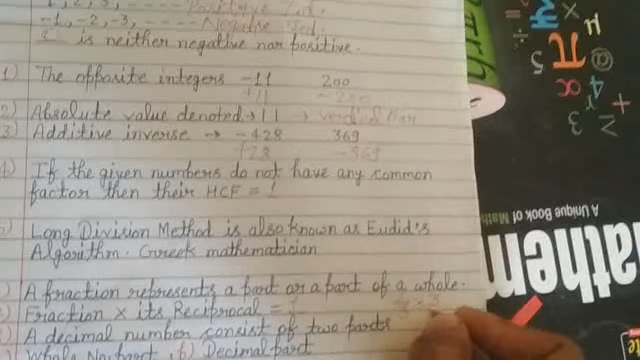 -1, -2, -3, ----
is neither negative nor positive.
1) The opposite integers -11 200
2) Absolute value denoted → | | →
3) Additive inverse → -428 369
-369
4) If the given numbers do not have any common
factor then their HCF = 1
5) Long Division Method is also known as Euclid's
Algorithm. Greek mathematician
A fraction represents a part or a part of a whole.
Fraction × its Reciprocal = 1
A decimal number consist of two parts
Whole No. part, b) Decimal part
A Unique Book of Math
mathem